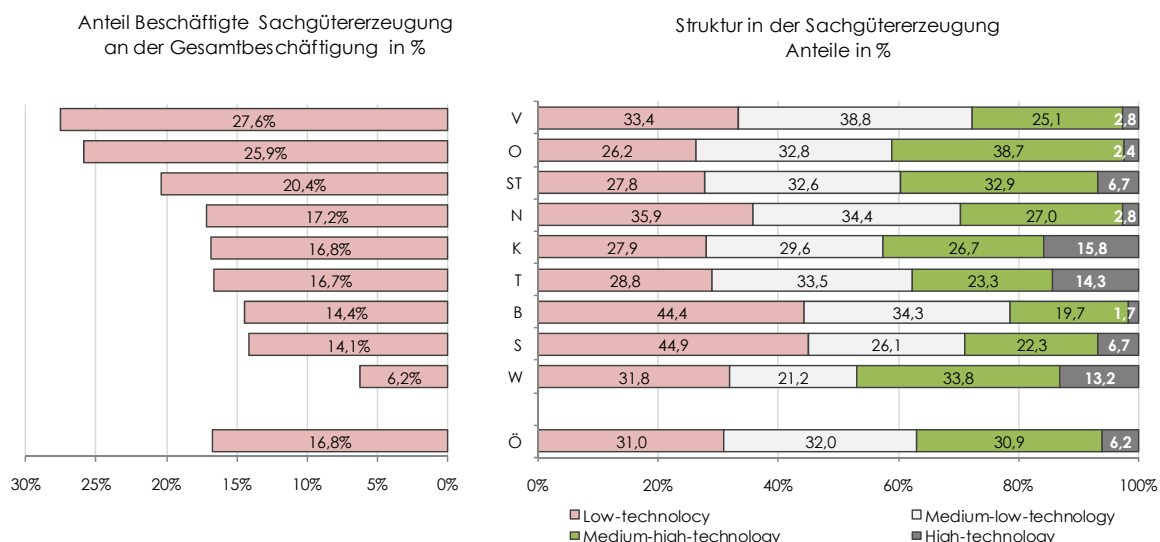 Anteil Beschäftigte Sachgütererzeugung
an der Gesamtbeschäftigung in %
27,6%
25,9%
20,4%
17,2%
16,8%
16,7%
14,4%
14,1%
6,2%
16,8%
30% 25% 20% 15% 10% 5% 0%
Struktur in der Sachgütererzeugung
Anteile in %
V 33,4 38,8 25,1 2,8
O 26,2 32,8 38,7 2,4
ST 27,8 32,6 32,9 6,7
N 35,9 34,4 27,0 2,8
K 27,9 29,6 26,7 15,8
T 28,8 33,5 23,3 14,3
B 44,4 34,3 19,7 1,7
S 44,9 26,1 22,3 6,7
W 31,8 21,2 33,8 13,2
Ö 31,0 32,0 30,9 6,2
0% 20% 40% 60% 80% 100%
Low-technolocy Medium-low-technology
Medium-high-technology High-technology